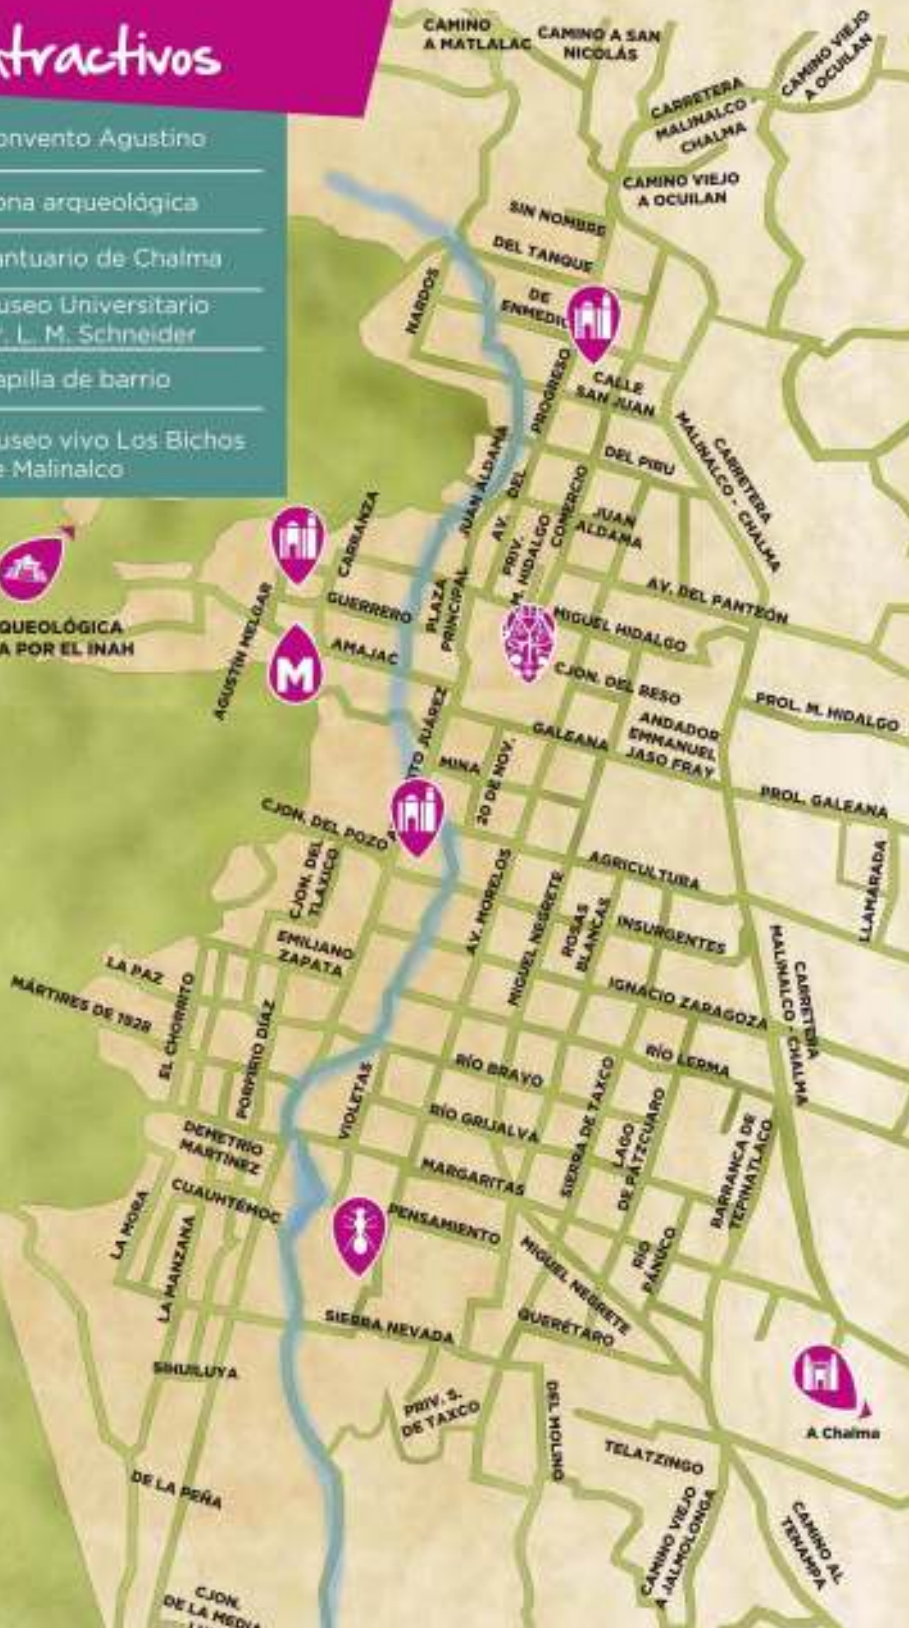 tractivos
onvento Agustino
ona arqueológica
antuario de Chalma
useo Universitario
r. L. M. Schneider
apilla de barrio
useo vivo Los Bichos
e Malinalco
CAMINO
A MATLALAC
CAMINO A SAN
NICOLÁS
CAMINO VIEJO
A OCUILAN
CARRETERA
MALINALCO -
CHALMA
CAMINO VIEJO
A OCUILAN
SIN NOMBRE
DEL TANQUE
DE
ENMEDIO
NARDOS
PROGRESO
CALLE
SAN JUAN
CARRETERA
MALINALCO - CHALMA
JUAN ALDAMA
AV. DEL
DEL PIRU
COMERCIO
JUAN
ALDAMA
PRIV.
M. HIDALGO
CARRANZA
PLAZA
PRINCIPAL
GUERRERO
AMAJAC
AGUSTÍN MELGAR
QUEOLÓGICA
A POR EL INAH
M
AV. DEL PANTEÓN
MIGUEL HIDALGO
CJON. DEL BESO
PROL. M. HIDALGO
ANDADOR
EMMANUEL
JASO FRAY
GALEANA
ITO JUÁREZ
MINA
20 DE NOV.
PROL. GALEANA
CJON. DEL POZO
CJON. DEL
TLAXICO
AGRICULTURA
LLAMARADA
AV. MORELOS
MIGUEL NEGRETE
ROSAS
BLANCAS
INSURGENTES
EMILIANO
ZAPATA
LA PAZ
MÁRTIRES DE 1928
EL CHORRITO
PORFIRIO DÍAZ
IGNACIO ZARAGOZA
CARRETERA
MALINALCO - CHALMA
RÍO BRAVO
RÍO LERMA
VIOLETAS
RÍO GRIJALVA
SIERRA DE TAXCO
LAGO
DE PÁTZCUARO
BARRANCA DE
TEPINATLACO
DEMETRIO
MARTÍNEZ
MARGARITAS
CUAUHTÉMOC
PENSAMIENTO
LA MORA
LA MANZANA
RÍO
PÁNUCO
MIGUEL NEGRETE
QUERÉTARO
SIERRA NEVADA
SIHUILUYA
PRIV. S.
DE TAXCO
DEL MOLINO
A Chalma
TELATZINGO
DE LA PEÑA
CAMINO VIEJO
A JALMOLONGA
CAMINO AL
TENAMPA
CJON.
DE LA MEDIA